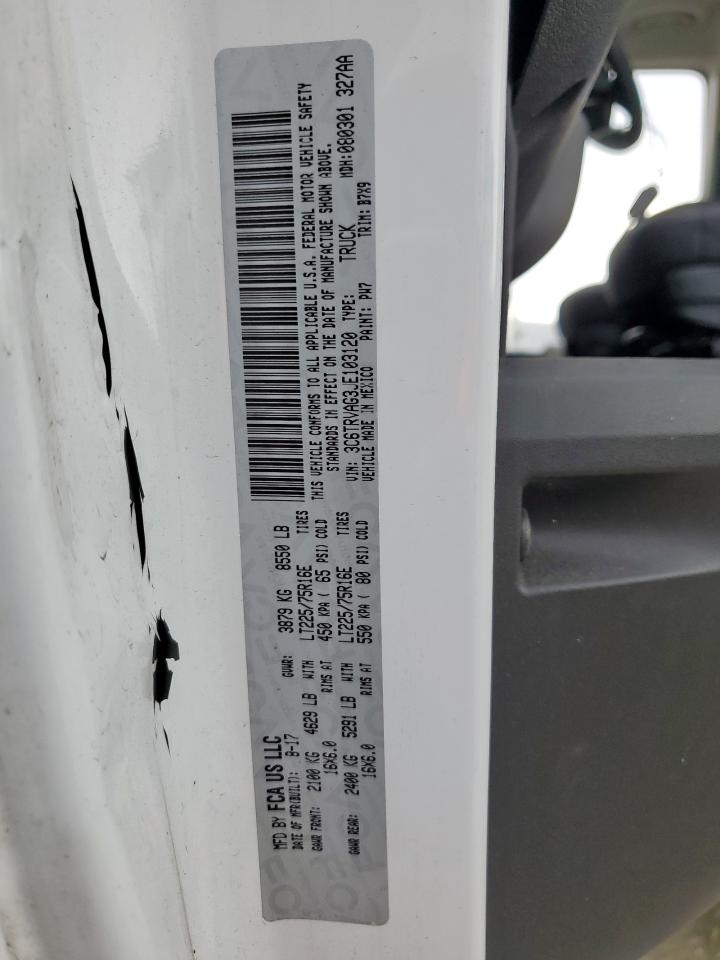 MFD BY FCA US LLC
DATE OF MFR(BUILT): 8-17 GVWR: 3879 KG 8550 LB
GAWR FRONT: 2100 KG 4629 LB WITH LT225/75R16E TIRES
16X6.0 RIMS AT 450 KPA ( 65 PSI) COLD
GAWR REAR: 2400 KG 5291 LB WITH LT225/75R16E TIRES
16X6.0 RIMS AT 550 KPA ( 80 PSI) COLD
THIS VEHICLE CONFORMS TO ALL APPLICABLE U.S.A. FEDERAL MOTOR VEHICLE SAFETY
STANDARDS IN EFFECT ON THE DATE OF MANUFACTURE SHOWN ABOVE.
VIN: 3C6TRVAG3JE103120 TYPE: TRUCK MDH:080301 327AA
VEHICLE MADE IN MEXICO PAINT: PW7 TRIM: B7X9